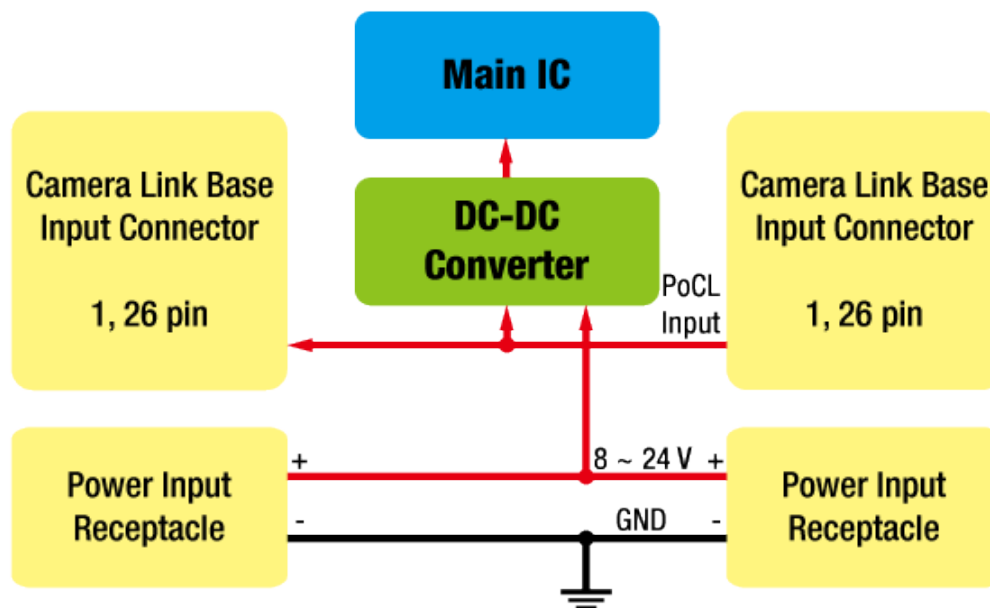 Main IC
Camera Link Base
Input Connector
1, 26 pin
DC-DC
Converter
PoCL
Input
Camera Link Base
Input Connector
1, 26 pin
Power Input
Receptacle
+
-
8 ~ 24 V +
GND -
Power Input
Receptacle